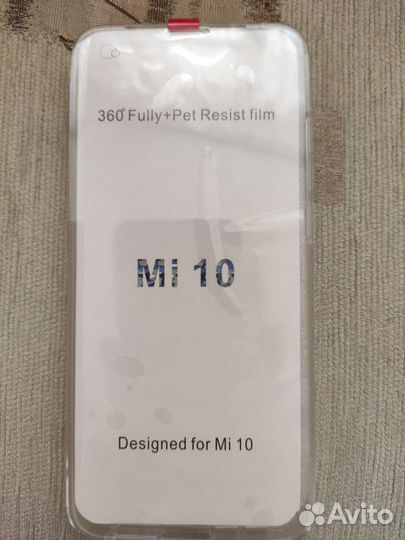 360° Fully+Pet Resist film
Mi 10
Designed for Mi 10
Avito